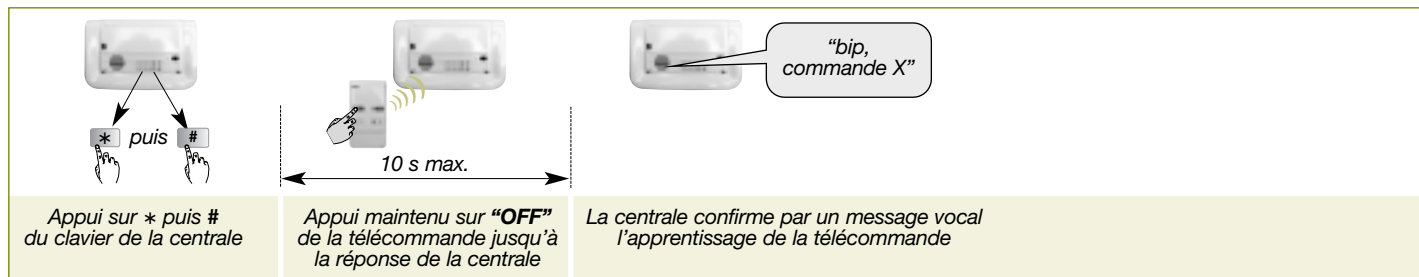 “bip,
commande X”
* puis #
10 s max.
Appui sur * puis #
du clavier de la centrale
Appui maintenu sur “OFF”
de la télécommande jusqu’à
la réponse de la centrale
La centrale confirme par un message vocal
l’apprentissage de la télécommande